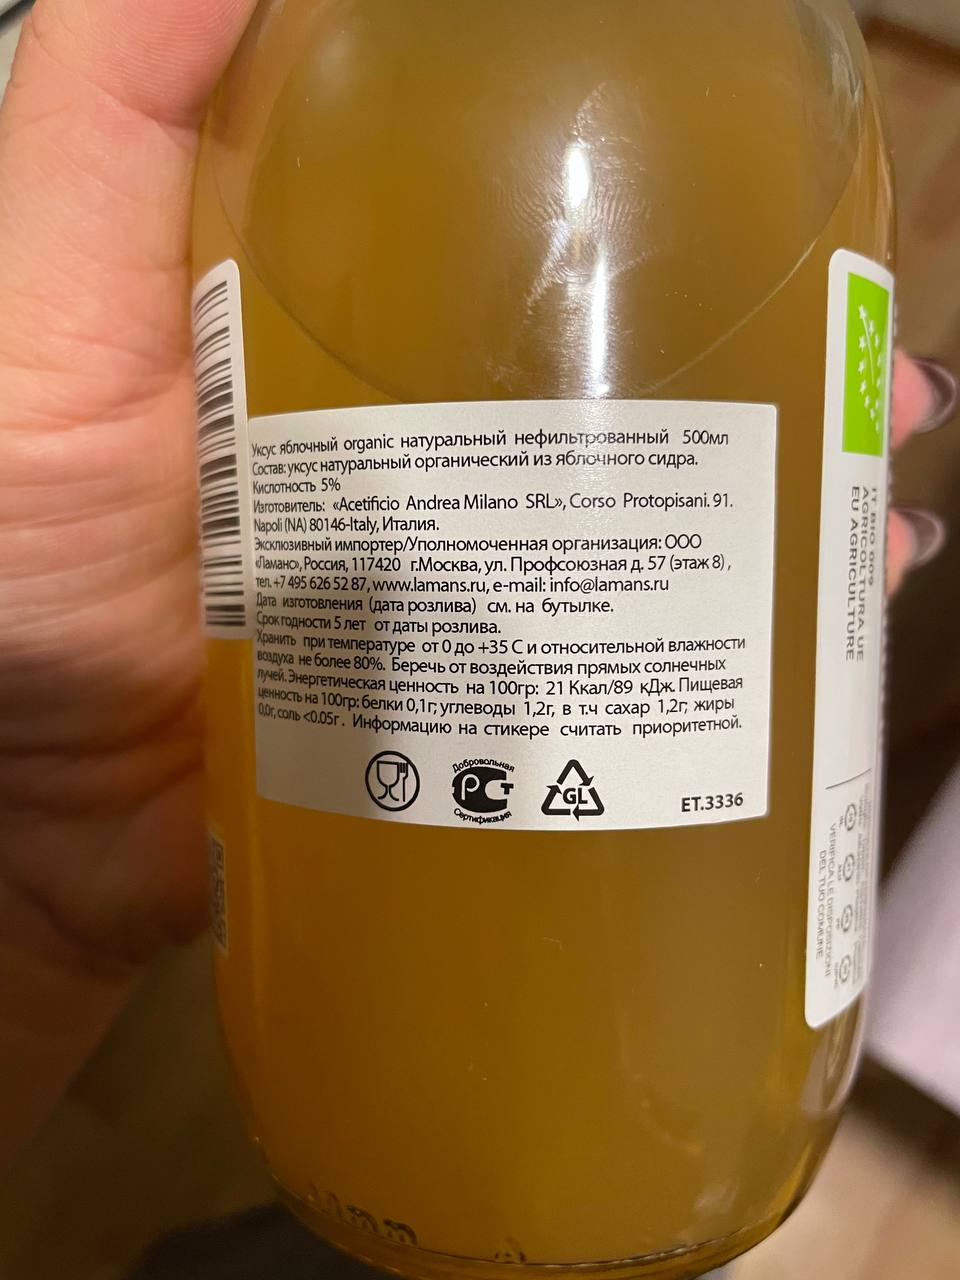 Уксус яблочный organic натуральный нефильтрованный 500мл
Состав: уксус натуральный органический из яблочного сидра.
Кислотность 5%
Изготовитель: «Acetificio Andrea Milano SRL», Corso Protopisani. 91.
Napoli (NA) 80146-Italy, Италия.
Эксклюзивный импортер/Уполномоченная организация: ООО
«Ламанс», Россия, 117420 г.Москва, ул. Профсоюзная д. 57 (этаж 8) ,
тел. +7 495 626 52 87, www.lamans.ru, e-mail: info@lamans.ru
Дата изготовления (дата розлива) см. на бутылке.
Срок годности 5 лет от даты розлива.
Хранить при температуре от 0 до +35 С и относительной влажности
воздуха не более 80%. Беречь от воздействия прямых солнечных
лучей. Энергетическая ценность на 100гр: 21 Ккал/89 кДж. Пищевая
ценность на 100гр: белки 0,1г; углеводы 1,2г, в т.ч сахар 1,2г; жиры
0,0г, соль <0.05г . Информацию на стикере считать приоритетной.
Добровольная
РСТ
Сертификация
GL
ET.3336
IT BIO 009
AGRICOLTURA UE
EU AGRICULTURE
VERIFICA LE DISPOSIZIONI
DEL TUO COMUNE